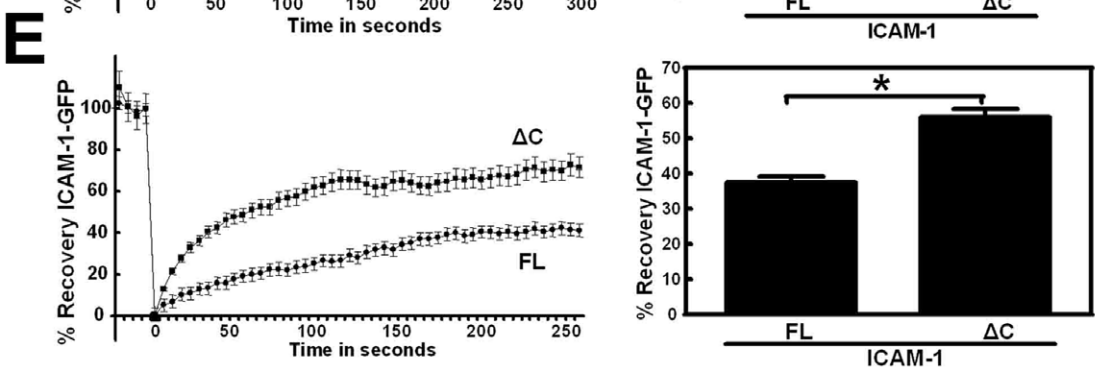 %
0 50 100 150 200 250 300
Time in seconds
FL ΔC
ICAM-1
E
% Recovery ICAM-1-GFP
100
80
60
40
20
0
ΔC
FL
0 50 100 150 200 250
Time in seconds
% Recovery ICAM-1-GFP
70
60
50
40
30
20
10
0
*
FL ΔC
ICAM-1